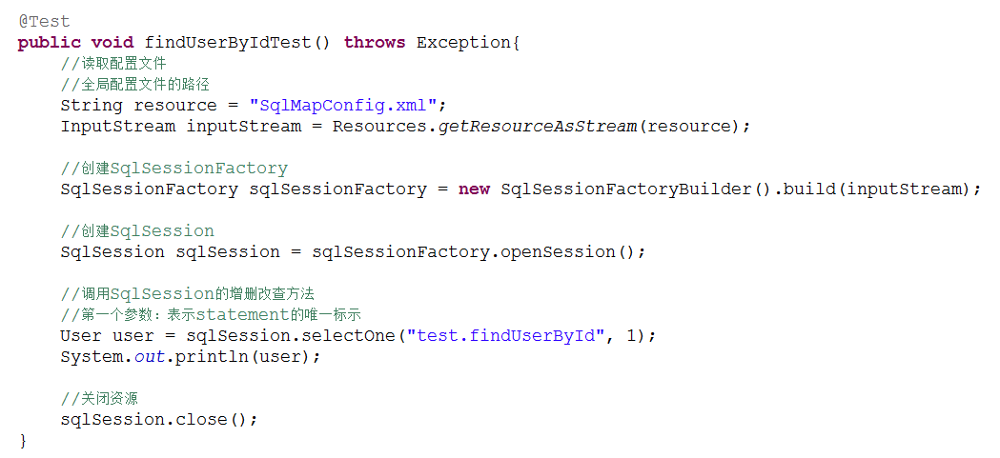 @Test
public void findUserByIdTest() throws Exception{
//读取配置文件
//全局配置文件的路径
String resource = "SqlMapConfig.xml";
InputStream inputStream = Resources.getResourceAsStream(resource);
//创建SqlSessionFactory
SqlSessionFactory sqlSessionFactory = new SqlSessionFactoryBuilder().build(inputStream);
//创建SqlSession
SqlSession sqlSession = sqlSessionFactory.openSession();
//调用SqlSession的增删改查方法
//第一个参数：表示statement的唯一标示
User user = sqlSession.selectOne("test.findUserById", 1);
System.out.println(user);
//关闭资源
sqlSession.close();
}